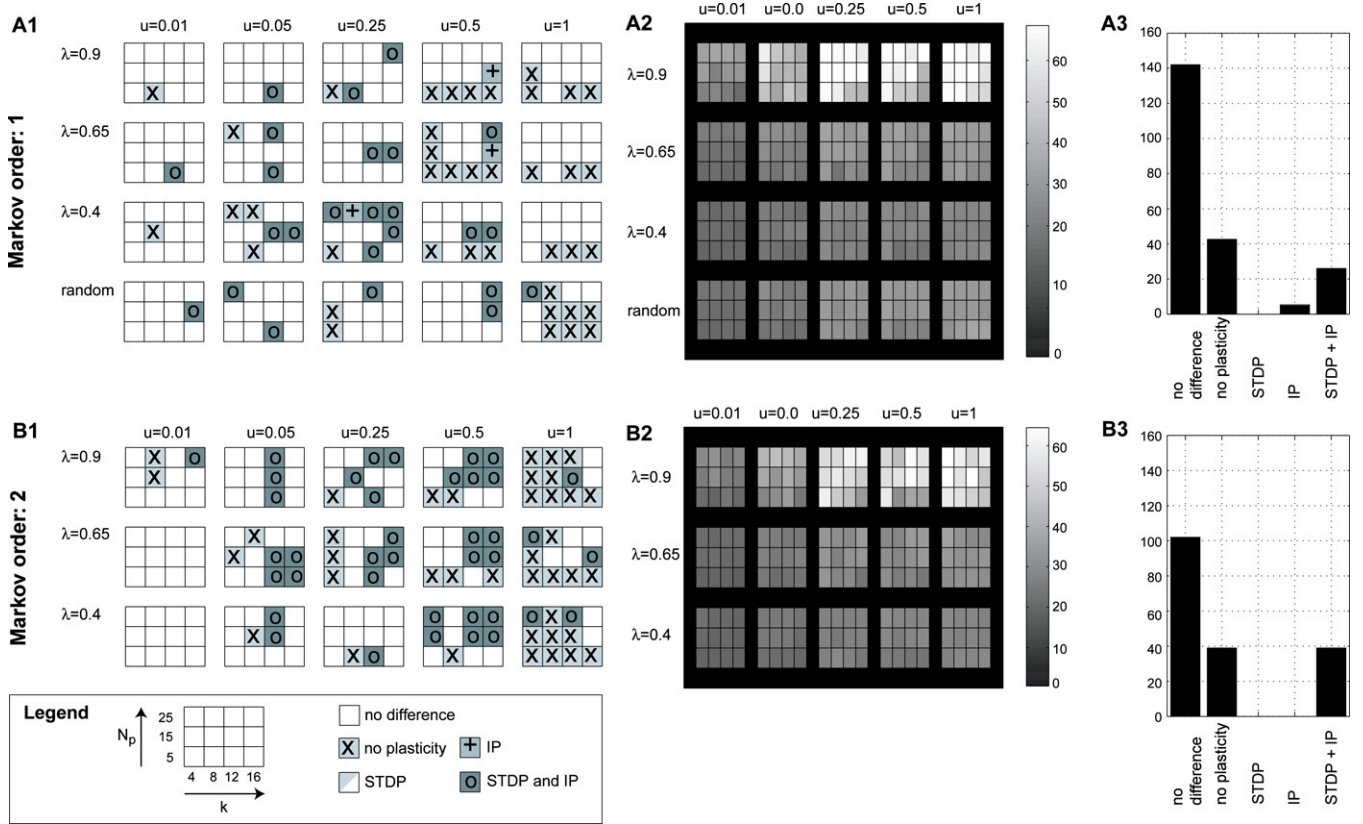 A1
u=0.01 u=0.05 u=0.25 u=0.5 u=1
Markov order: 1
λ=0.9
O
+
X O X O X X X X X X X X
X
λ=0.65
X O X O
O O X +
O O X X X X X X X
λ=0.4
X X O + O O
X O O O O O
X X O X X X X X X
random
O O O O X
O X O X X X
O X X X X
A2
u=0.01 u=0.0 u=0.25 u=0.5 u=1
λ=0.9
λ=0.65
λ=0.4
random
60
50
40
30
20
10
0
A3
160
140
120
100
80
60
40
20
0
no difference
no plasticity
STDP
IP
STDP + IP
B1
u=0.01 u=0.05 u=0.25 u=0.5 u=1
Markov order: 2
λ=0.9
X O O O O O O X X X
X O O O O O X X O
O X O X X X X X X
λ=0.65
X X O O O O X
X O O X O O O O X O
O O X O X X X X X X X
λ=0.4
O O O O O X O
X O O O O X X X
X O X X X X X
B2
u=0.01 u=0.0 u=0.25 u=0.5 u=1
λ=0.9
λ=0.65
λ=0.4
60
50
40
30
20
10
0
B3
160
140
120
100
80
60
40
20
0
no difference
no plasticity
STDP
IP
STDP + IP
Legend
Np
25
15
5
4 8 12 16
k
no difference
X no plasticity
+ IP
STDP
O STDP and IP